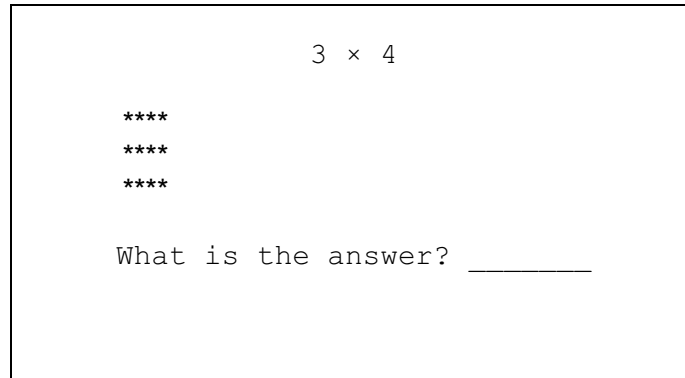 3 × 4
****
****
****
What is the answer? _______